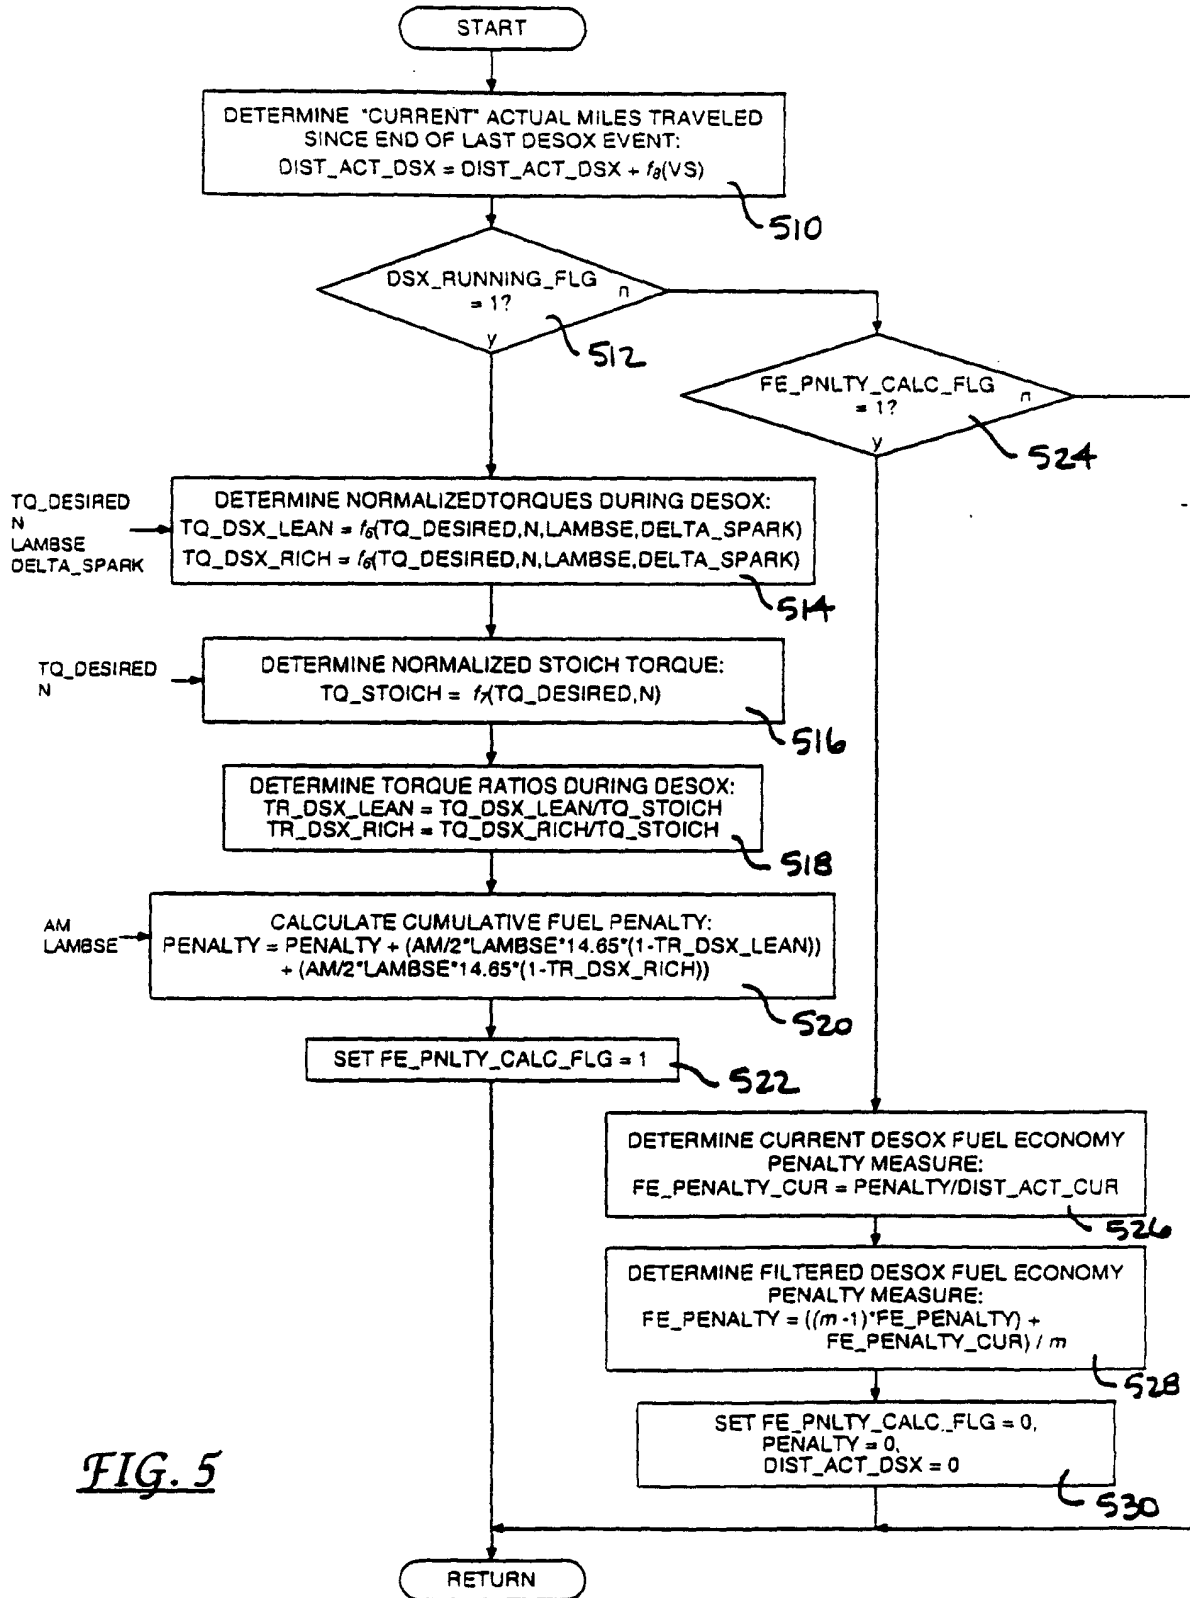 START
DETERMINE "CURRENT" ACTUAL MILES TRAVELED
SINCE END OF LAST DESOX EVENT:
DIST_ACT_DSX = DIST_ACT_DSX + f8(VS)
510
DSX_RUNNING_FLG
= 1?
n
y
512
FE_PNLTY_CALC_FLG
= 1?
n
y
524
TQ_DESIRED
N
LAMBSE
DELTA_SPARK
DETERMINE NORMALIZEDTORQUES DURING DESOX:
TQ_DSX_LEAN = f6(TQ_DESIRED,N,LAMBSE,DELTA_SPARK)
TQ_DSX_RICH = f6(TQ_DESIRED,N,LAMBSE,DELTA_SPARK)
514
TQ_DESIRED
N
DETERMINE NORMALIZED STOICH TORQUE:
TQ_STOICH = f7(TQ_DESIRED,N)
516
DETERMINE TORQUE RATIOS DURING DESOX:
TR_DSX_LEAN = TQ_DSX_LEAN/TQ_STOICH
TR_DSX_RICH = TQ_DSX_RICH/TQ_STOICH
518
AM
LAMBSE
CALCULATE CUMULATIVE FUEL PENALTY:
PENALTY = PENALTY + (AM/2*LAMBSE*14.65*(1-TR_DSX_LEAN))
+ (AM/2*LAMBSE*14.65*(1-TR_DSX_RICH))
520
SET FE_PNLTY_CALC_FLG = 1
522
DETERMINE CURRENT DESOX FUEL ECONOMY
PENALTY MEASURE:
FE_PENALTY_CUR = PENALTY/DIST_ACT_CUR
526
DETERMINE FILTERED DESOX FUEL ECONOMY
PENALTY MEASURE:
FE_PENALTY = ((m -1)*FE_PENALTY) +
FE_PENALTY_CUR) / m
528
SET FE_PNLTY_CALC_FLG = 0,
PENALTY = 0,
DIST_ACT_DSX = 0
530
FIG. 5
RETURN